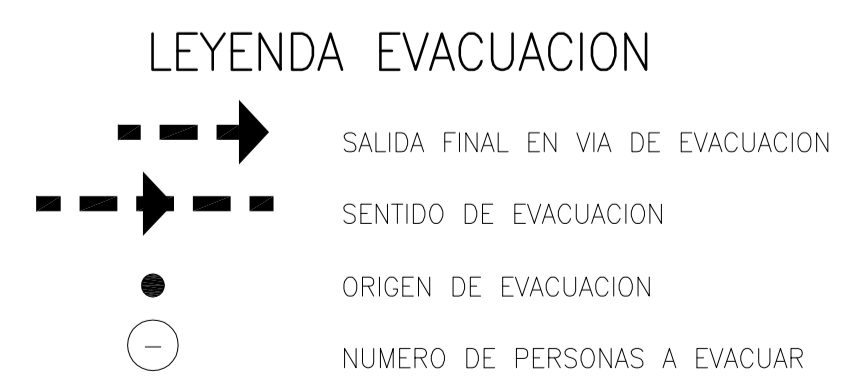 LEYENDA EVACUACION
SALIDA FINAL EN VIA DE EVACUACION
SENTIDO DE EVACUACION
ORIGEN DE EVACUACION
NUMERO DE PERSONAS A EVACUAR